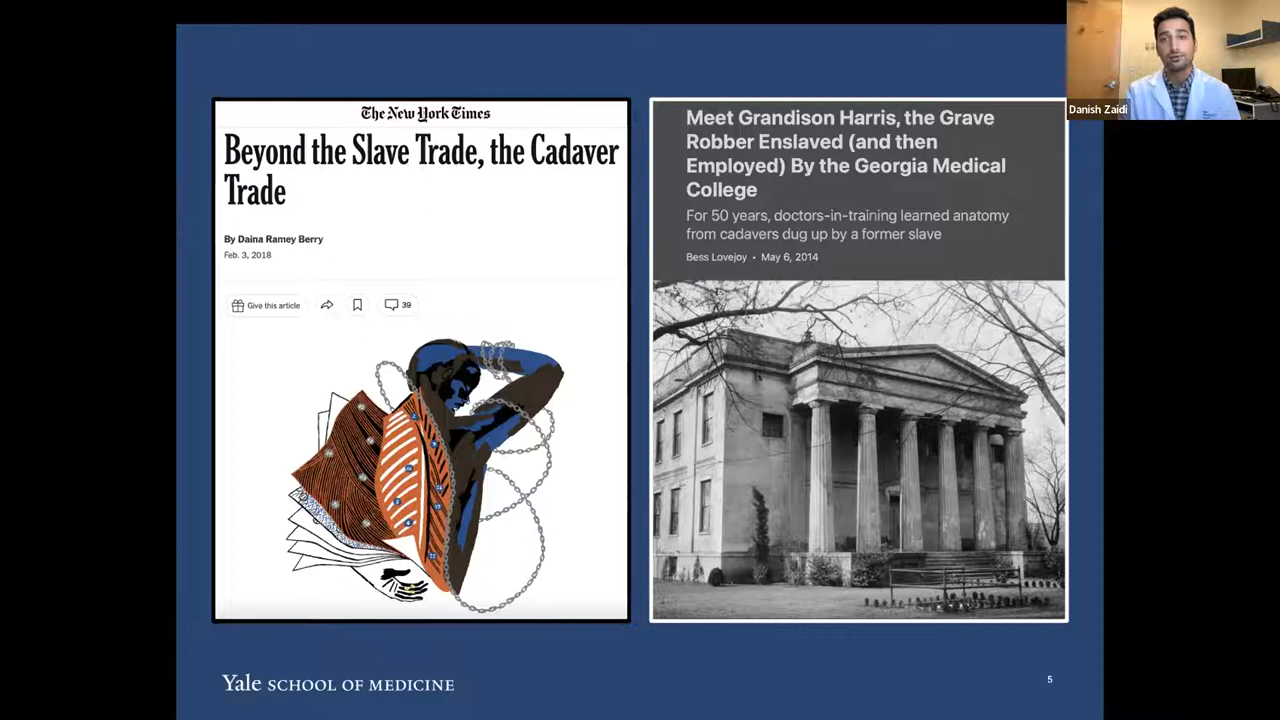 The New York Times
Beyond the Slave Trade, the Cadaver
Trade
By Daina Ramey Berry
Feb. 3, 2018
Give this article
39
Meet Grandison Harris, the Grave
Robber Enslaved (and then
Employed) By the Georgia Medical
College
For 50 years, doctors-in-training learned anatomy
from cadavers dug up by a former slave
Bess Lovejoy • May 6, 2014
Danish Zaidi
Yale SCHOOL OF MEDICINE
5